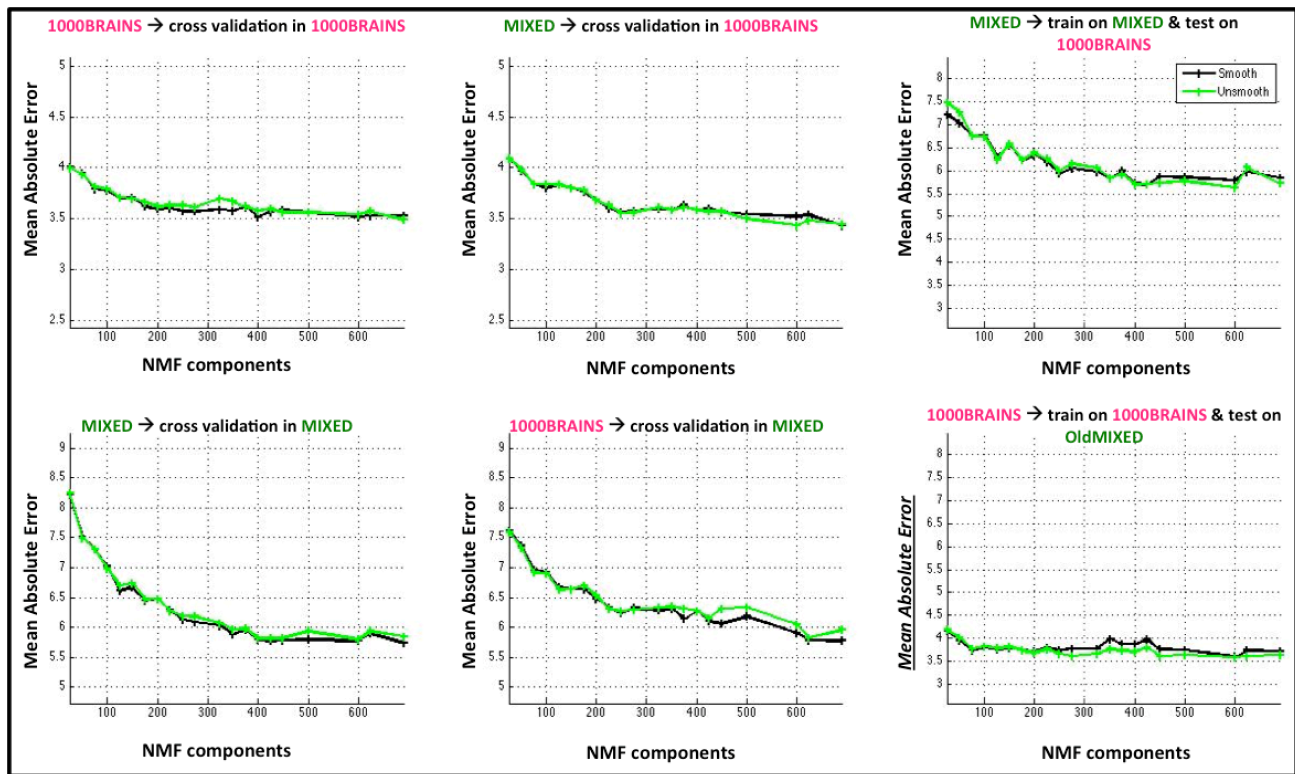 1000BRAINS → cross validation in 1000BRAINS
Mean Absolute Error
5
4.5
4
3.5
3
2.5
100 200 300 400 500 600
NMF components
MIXED → cross validation in 1000BRAINS
Mean Absolute Error
5
4.5
4
3.5
3
2.5
100 200 300 400 500 600
NMF components
MIXED → train on MIXED & test on
1000BRAINS
Smooth
Unsmooth
Mean Absolute Error
8
7.5
7
6.5
6
5.5
5
4.5
4
3.5
3
100 200 300 400 500 600
NMF components
MIXED → cross validation in MIXED
Mean Absolute Error
9
8.5
8
7.5
7
6.5
6
5.5
5
100 200 300 400 500 600
NMF components
1000BRAINS → cross validation in MIXED
Mean Absolute Error
9
8.5
8
7.5
7
6.5
6
5.5
5
100 200 300 400 500 600
NMF components
1000BRAINS → train on 1000BRAINS & test on
OldMIXED
Mean Absolute Error
8
7.5
7
6.5
6
5.5
5
4.5
4
3.5
3
100 200 300 400 500 600
NMF components